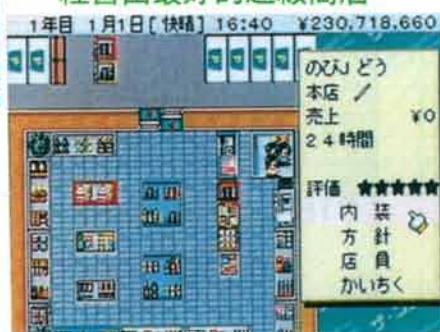 1年目 1月1日[快晴] 16:40 ¥230,718,660
のびJ どう
本店
売上 ¥0
24時間
評価 ★★★★★
内装
方針
店員
かいちく